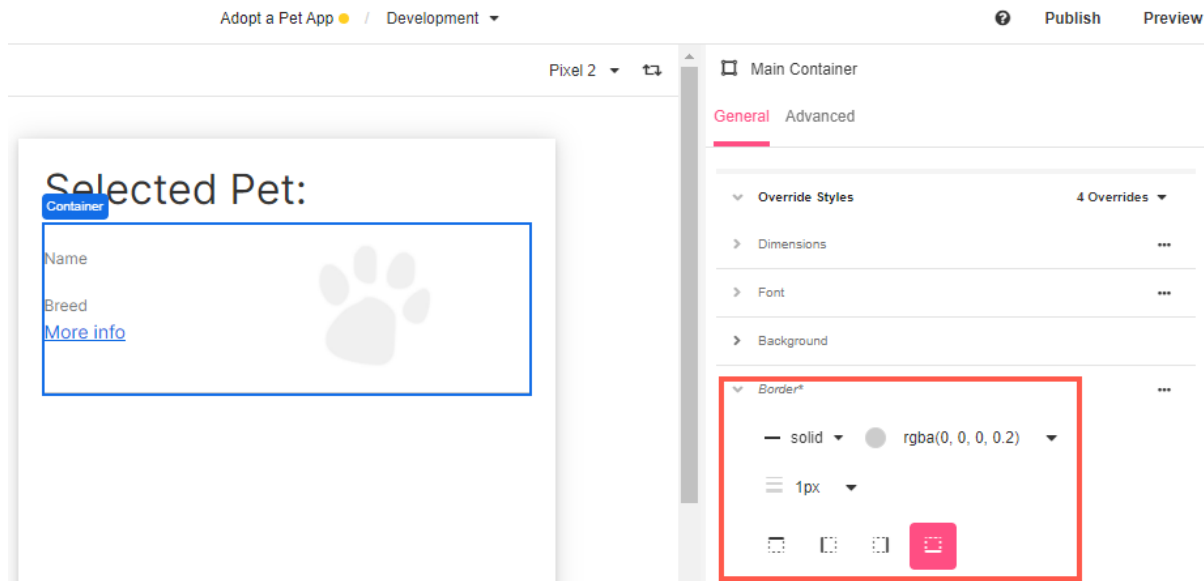 Adopt a Pet App / Development Publish Preview
Pixel 2
Main Container
General Advanced
Selected Pet:
Container
Name
Breed
More info
Override Styles 4 Overrides
Dimensions
Font
Background
Border*
solid rgba(0, 0, 0, 0.2)
1px